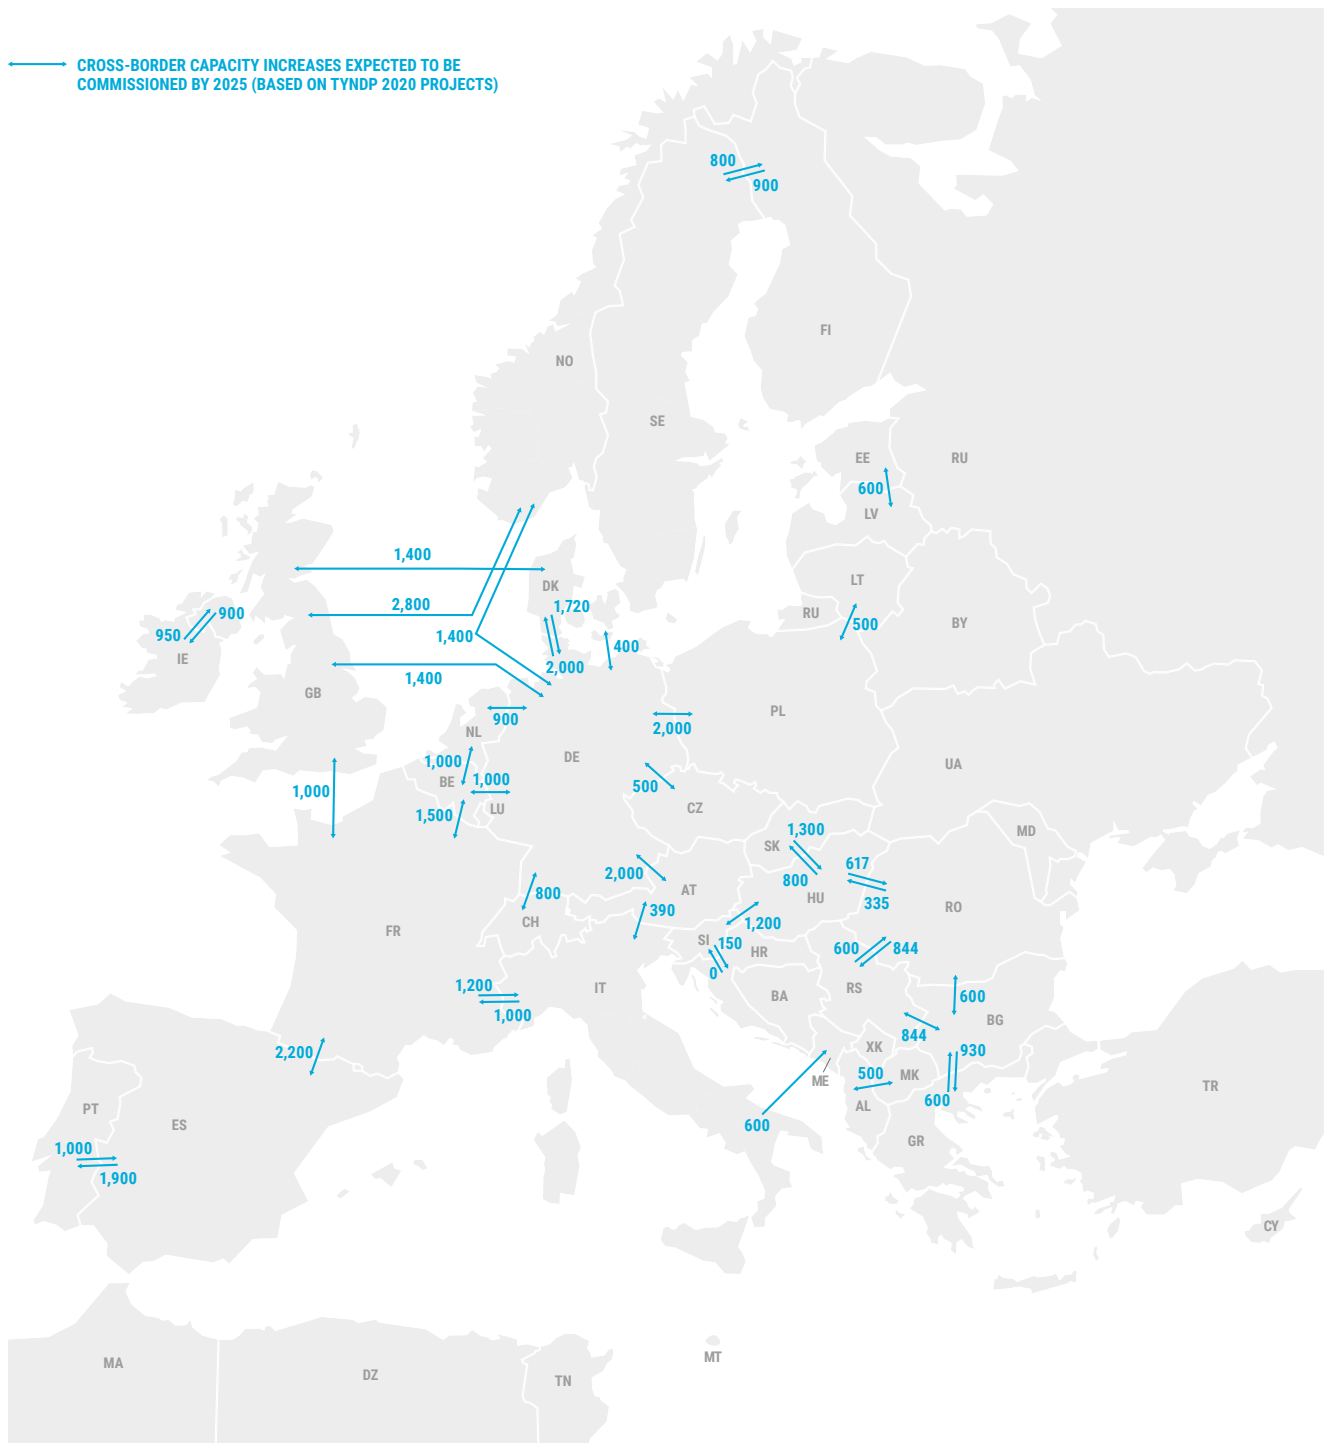 CROSS-BORDER CAPACITY INCREASES EXPECTED TO BE
COMMISSIONED BY 2025 (BASED ON TYNDP 2020 PROJECTS)
800
900
FI
NO
SE
EE
RU
600
LV
1,400
LT
DK
2,800
1,720
RU
900
500
BY
950
1,400
400
IE
2,000
1,400
GB
900
PL
2,000
NL
DE
1,000
UA
BE
1,000
500
1,000
LU
CZ
1,500
1,300
MD
SK
617
2,000
800
AT
800
HU
335
RO
390
CH
1,200
FR
SI
150
HR
600
844
0
1,200
IT
RS
BA
600
1,000
BG
844
XK
930
2,200
ME
500
MK
TR
600
PT
AL
ES
600
GR
1,000
1,900
CY
MT
MA
DZ
TN